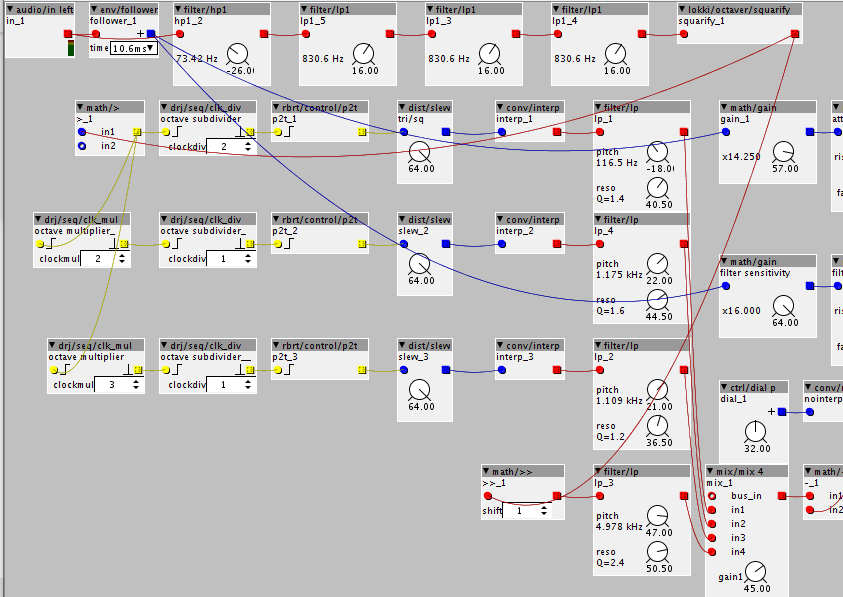 audio/in left
in_1
env/follower
follower_1
+
time 10.6ms
filter/hp1
hp1_2
73.42 Hz
-26.0
filter/lp1
lp1_5
830.6 Hz
16.00
filter/lp1
lp1_3
830.6 Hz
16.00
filter/lp1
lp1_4
830.6 Hz
16.00
lokki/octaver/squarify
squarify_1
math/>
>_1
in1
in2
drj/seq/clk_div
octave subdivider
clockdiv 2
rbrt/control/p2t
p2t_1
dist/slew
tri/sq
64.00
conv/interp
interp_1
filter/lp
lp_1
pitch
116.5 Hz
-18.0
reso
Q=1.4
40.50
math/gain
gain_1
x14.250
57.00
att
ris
fa
drj/seq/clk_mul
octave multiplier_
clockmul 2
drj/seq/clk_div
octave subdivider_
clockdiv 1
rbrt/control/p2t
p2t_2
dist/slew
slew_2
64.00
conv/interp
interp_2
filter/lp
lp_4
pitch
1.175 kHz
22.00
reso
Q=1.6
44.50
math/gain
filter sensitivity
x16.000
64.00
ris
fa
drj/seq/clk_mul
octave multiplier
clockmul 3
drj/seq/clk_div
octave subdivider__
clockdiv 1
rbrt/control/p2t
p2t_3
dist/slew
slew_3
64.00
conv/interp
interp_3
filter/lp
lp_2
pitch
1.109 kHz
21.00
reso
Q=1.2
36.50
ctrl/dial p
dial_1
+
32.00
conv/n
nointerp
math/>>
>>_1
shift 1
filter/lp
lp_3
pitch
4.978 kHz
47.00
reso
Q=2.4
50.50
mix/mix 4
mix_1
bus_in
in1
in2
in3
in4
gain1
45.00
math/-
-_1
in1
in2